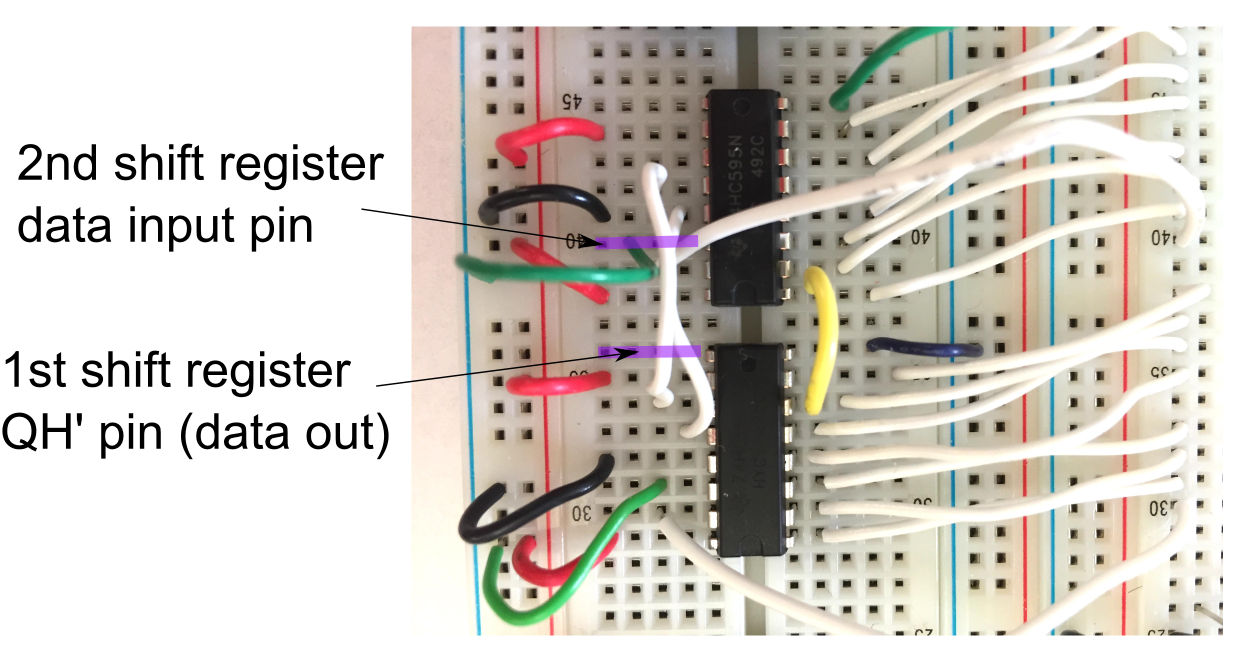 2nd shift register
data input pin
1st shift register
QH' pin (data out)
45
HC595N
492C
40
40
40
35
30
30